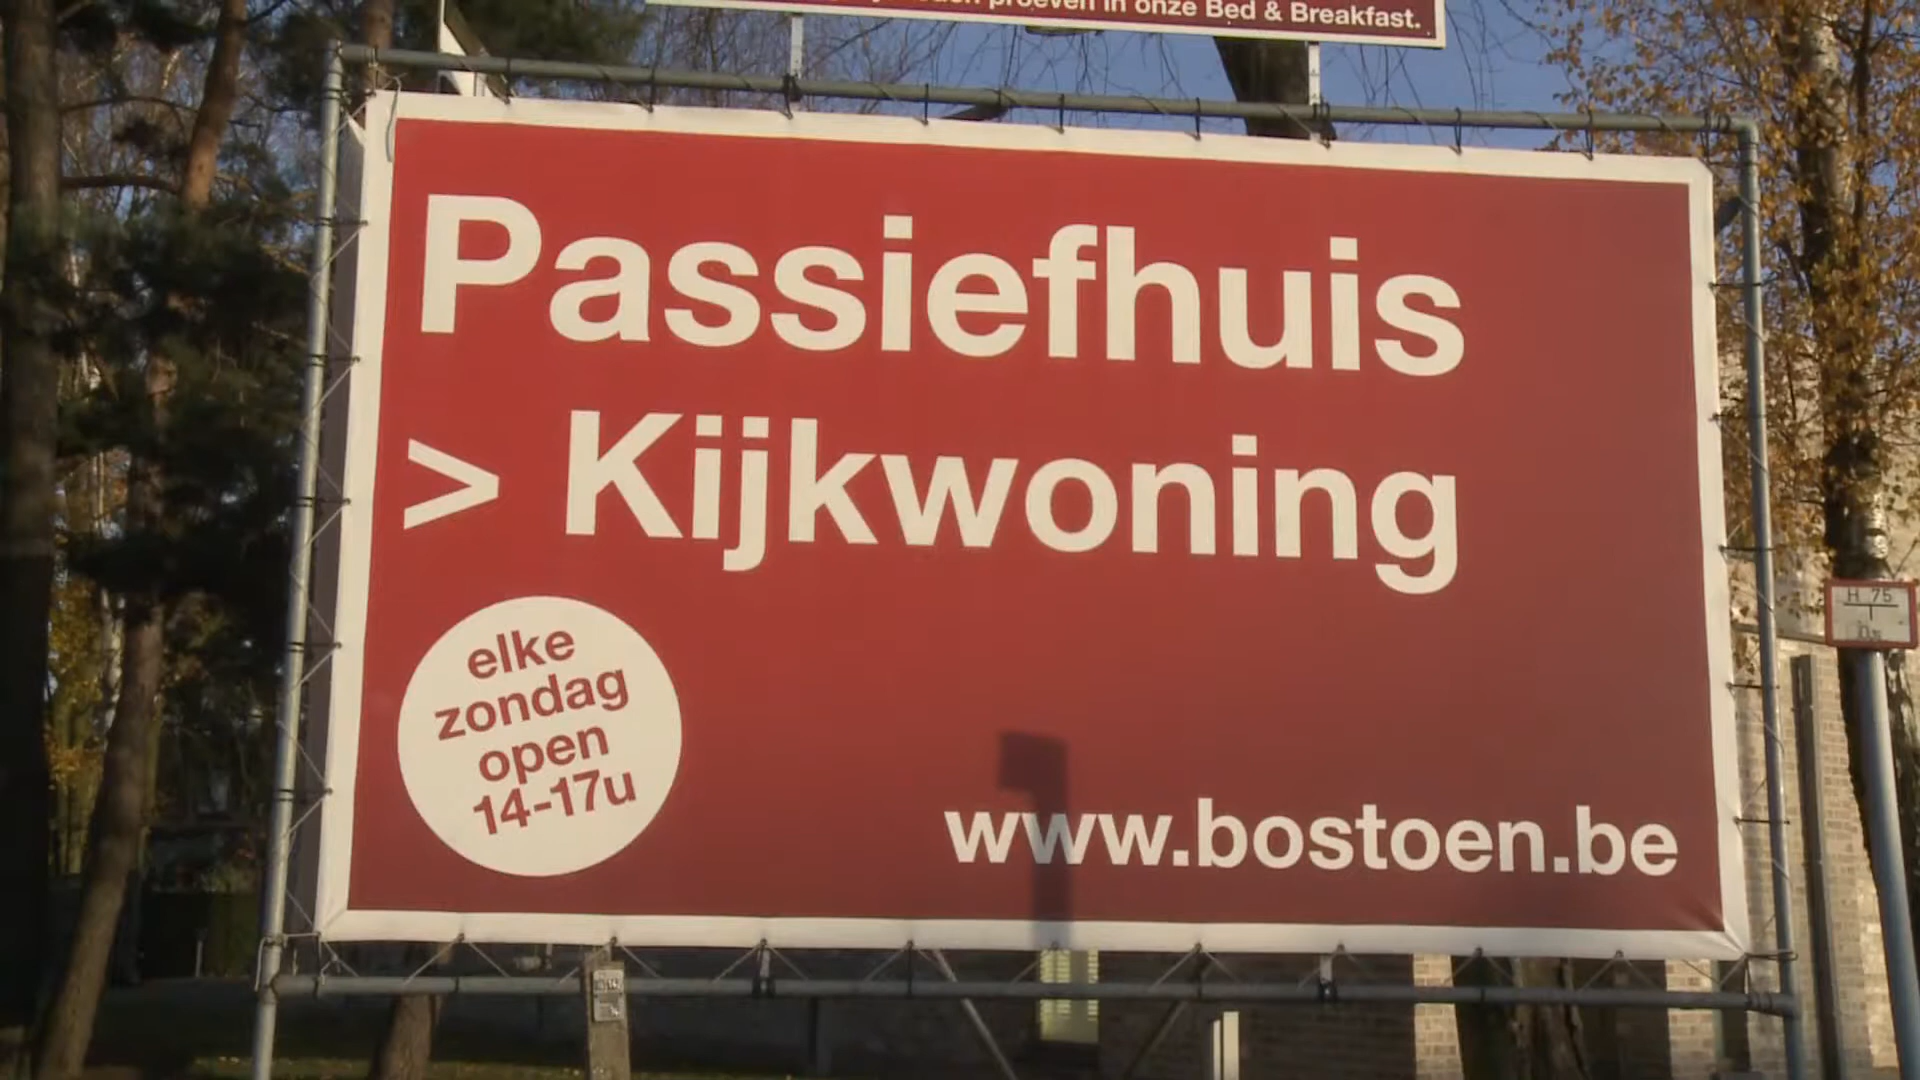 proeven in onze Bed & Breakfast.
Passiefhuis
> Kijkwoning
elke
zondag
open
14-17u
www.bostoen.be
H 75